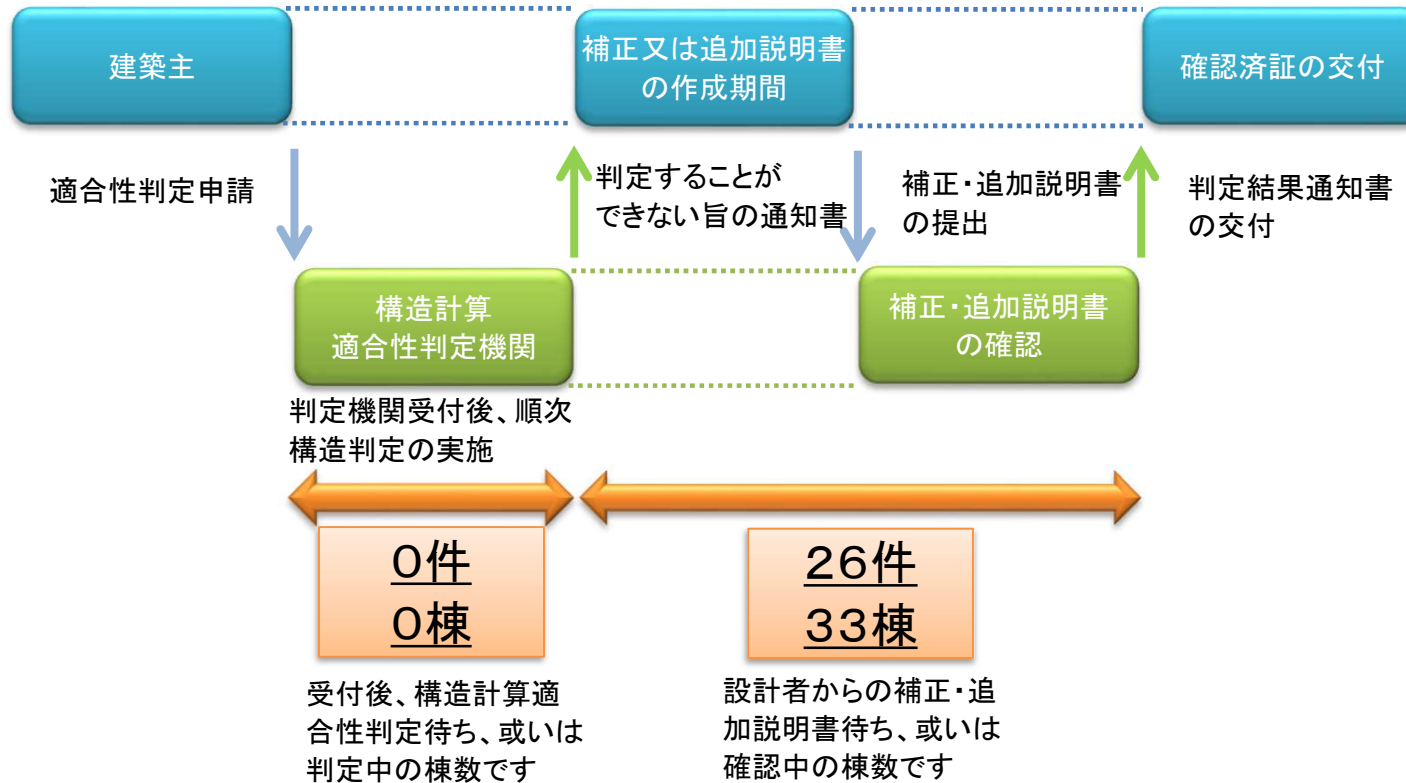 建築主
補正又は追加説明書
の作成期間
確認済証の交付
適合性判定申請
判定することが
できない旨の通知書
補正・追加説明書
の提出
判定結果通知書
の交付
構造計算
適合性判定機関
補正・追加説明書
の確認
判定機関受付後、順次
構造判定の実施
０件
０棟
２６件
３３棟
受付後、構造計算適
合性判定待ち、或いは
判定中の棟数です
設計者からの補正・追
加説明書待ち、或いは
確認中の棟数です